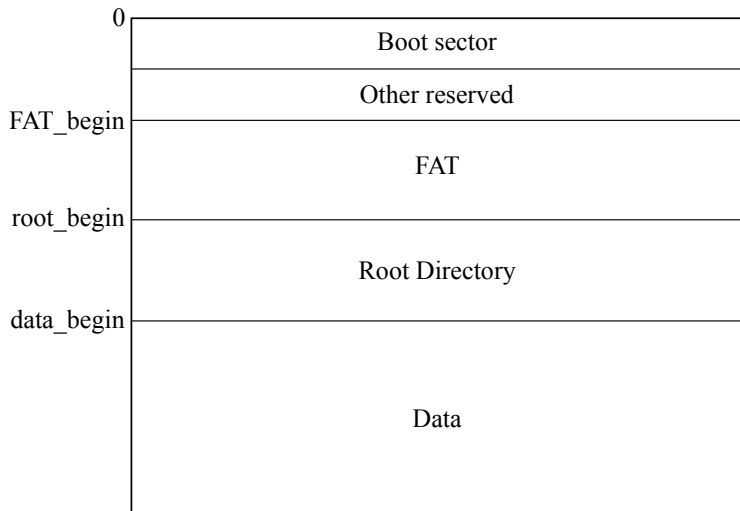 0
Boot sector
Other reserved
FAT_begin
FAT
root_begin
Root Directory
data_begin
Data